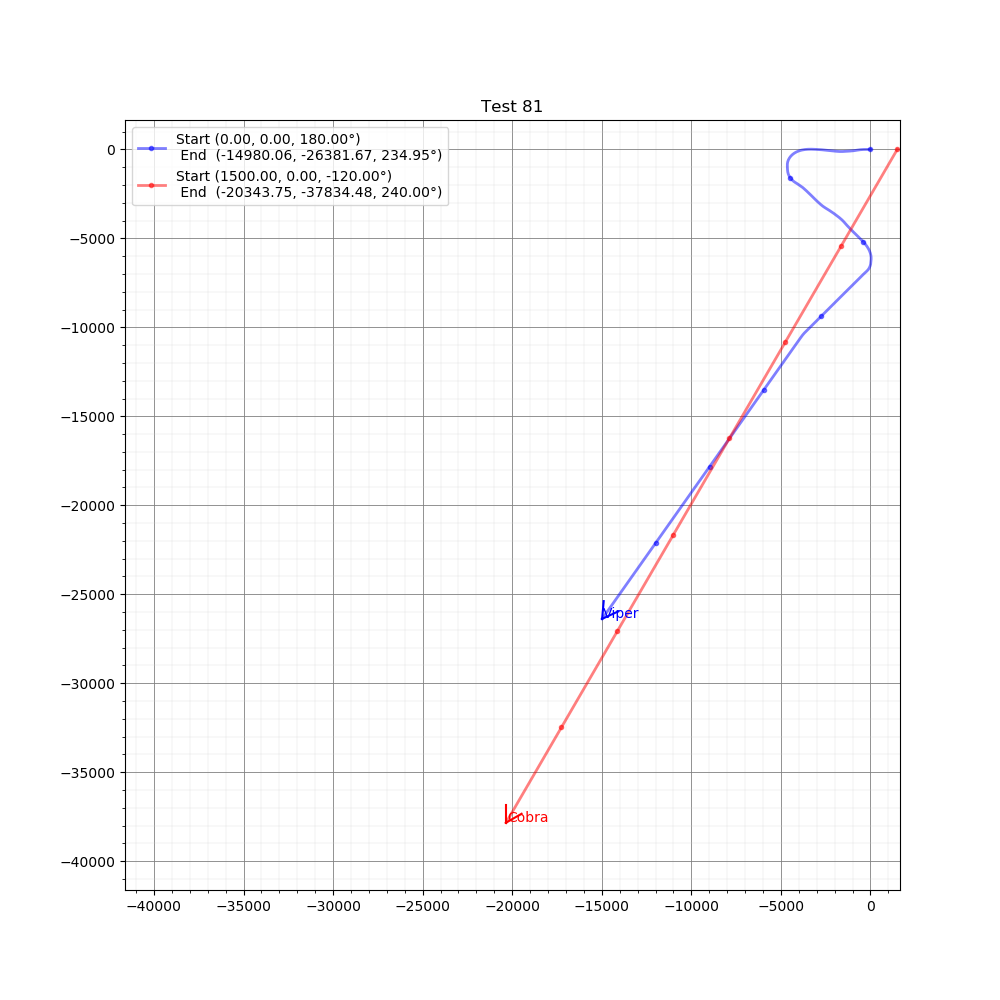 Test 81
Start (0.00, 0.00, 180.00°)
End (-14980.06, -26381.67, 234.95°)
Start (1500.00, 0.00, -120.00°)
End (-20343.75, -37834.48, 240.00°)
0
−5000
−10000
−15000
−20000
−25000
−30000
−35000
−40000
Viper
Cobra
−40000 −35000 −30000 −25000 −20000 −15000 −10000 −5000 0